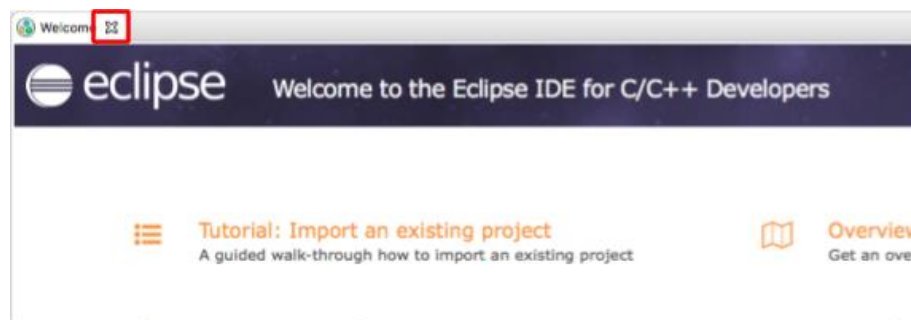 Welcom
eclipse
Welcome to the Eclipse IDE for C/C++ Developers
Tutorial: Import an existing project
A guided walk-through how to import an existing project
Overview
Get an ove